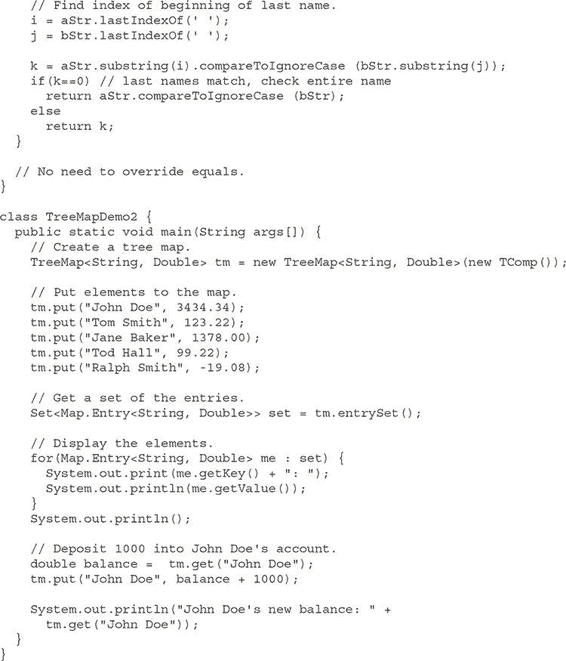 // Find index of beginning of last name.
i = aStr.lastIndexOf(' ');
j = bStr.lastIndexOf(' ');
k = aStr.substring(i).compareToIgnoreCase (bStr.substring(j));
if(k==0) // last names match, check entire name
return aStr.compareToIgnoreCase (bStr);
else
return k;
}
// No need to override equals.
}
class TreeMapDemo2 {
public static void main(String args[]) {
// Create a tree map.
TreeMap<String, Double> tm = new TreeMap<String, Double>(new TComp());
// Put elements to the map.
tm.put("John Doe", 3434.34);
tm.put("Tom Smith", 123.22);
tm.put("Jane Baker", 1378.00);
tm.put("Tod Hall", 99.22);
tm.put("Ralph Smith", -19.08);
// Get a set of the entries.
Set<Map.Entry<String, Double>> set = tm.entrySet();
// Display the elements.
for(Map.Entry<String, Double> me : set) {
System.out.print(me.getKey() + ": ");
System.out.println(me.getValue());
}
System.out.println();
// Deposit 1000 into John Doe's account.
double balance =  tm.get("John Doe");
tm.put("John Doe", balance + 1000);
System.out.println("John Doe's new balance: " +
tm.get("John Doe"));
}
}